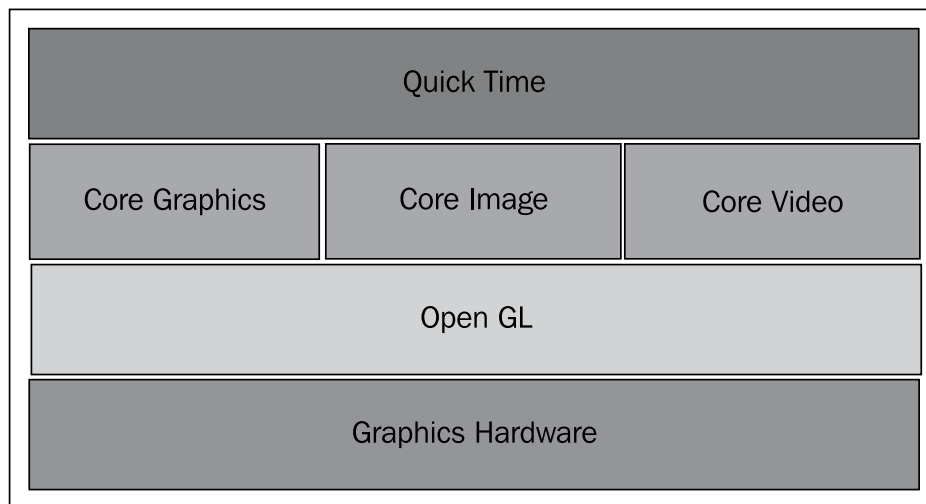 Quick Time
Core Graphics
Core Image
Core Video
Open GL
Graphics Hardware